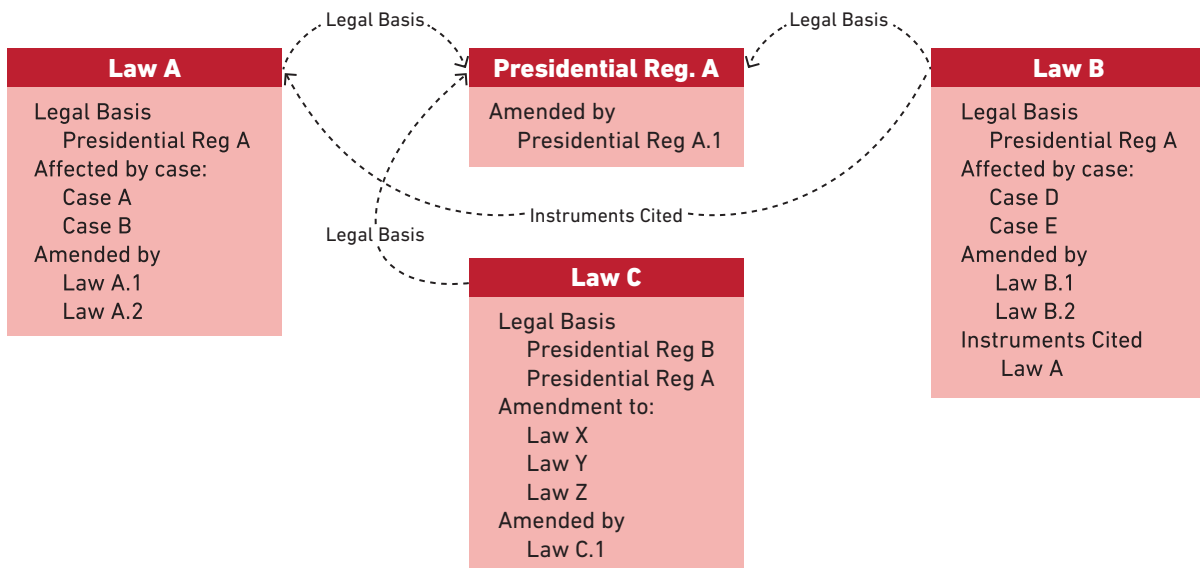 Legal Basis
Legal Basis
Law A
Legal Basis
Presidential Reg A
Affected by case:
Case A
Case B
Amended by
Law A.1
Law A.2
Presidential Reg. A
Amended by
Presidential Reg A.1
Law B
Legal Basis
Presidential Reg A
Affected by case:
Case D
Case E
Amended by
Law B.1
Law B.2
Instruments Cited
Law A
Instruments Cited
Legal Basis
Law C
Legal Basis
Presidential Reg B
Presidential Reg A
Amendment to:
Law X
Law Y
Law Z
Amended by
Law C.1